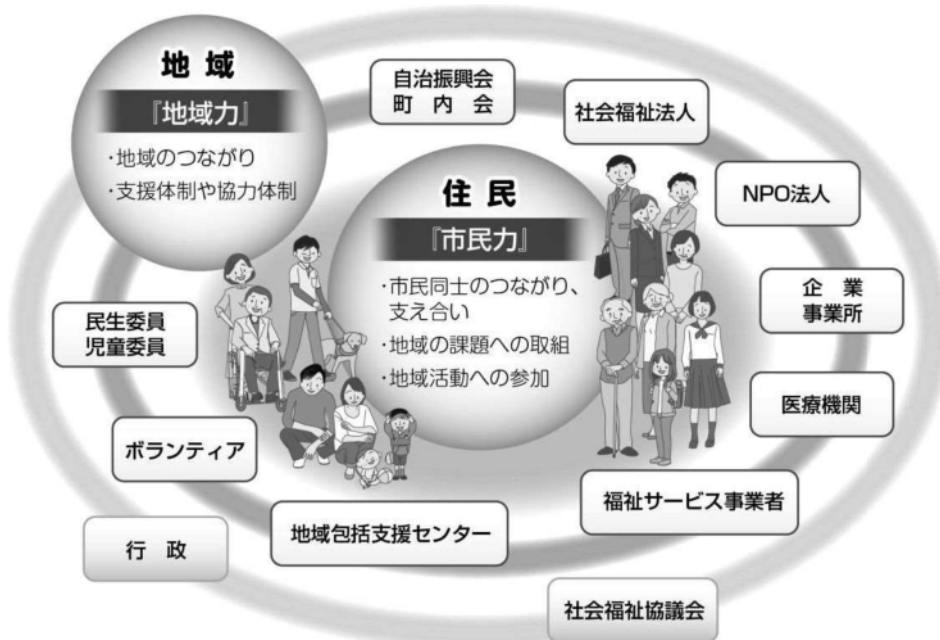 地域
『地域力』
・地域のつながり
・支援体制や協力体制
自治振興会
町内会
社会福祉法人
NPO法人
住民
『市民力』
・市民同士のつながり、
支え合い
・地域の課題への取組
・地域活動への参加
企業
事業所
民生委員
児童委員
医療機関
ボランティア
福祉サービス事業者
地域包括支援センター
行政
社会福祉協議会